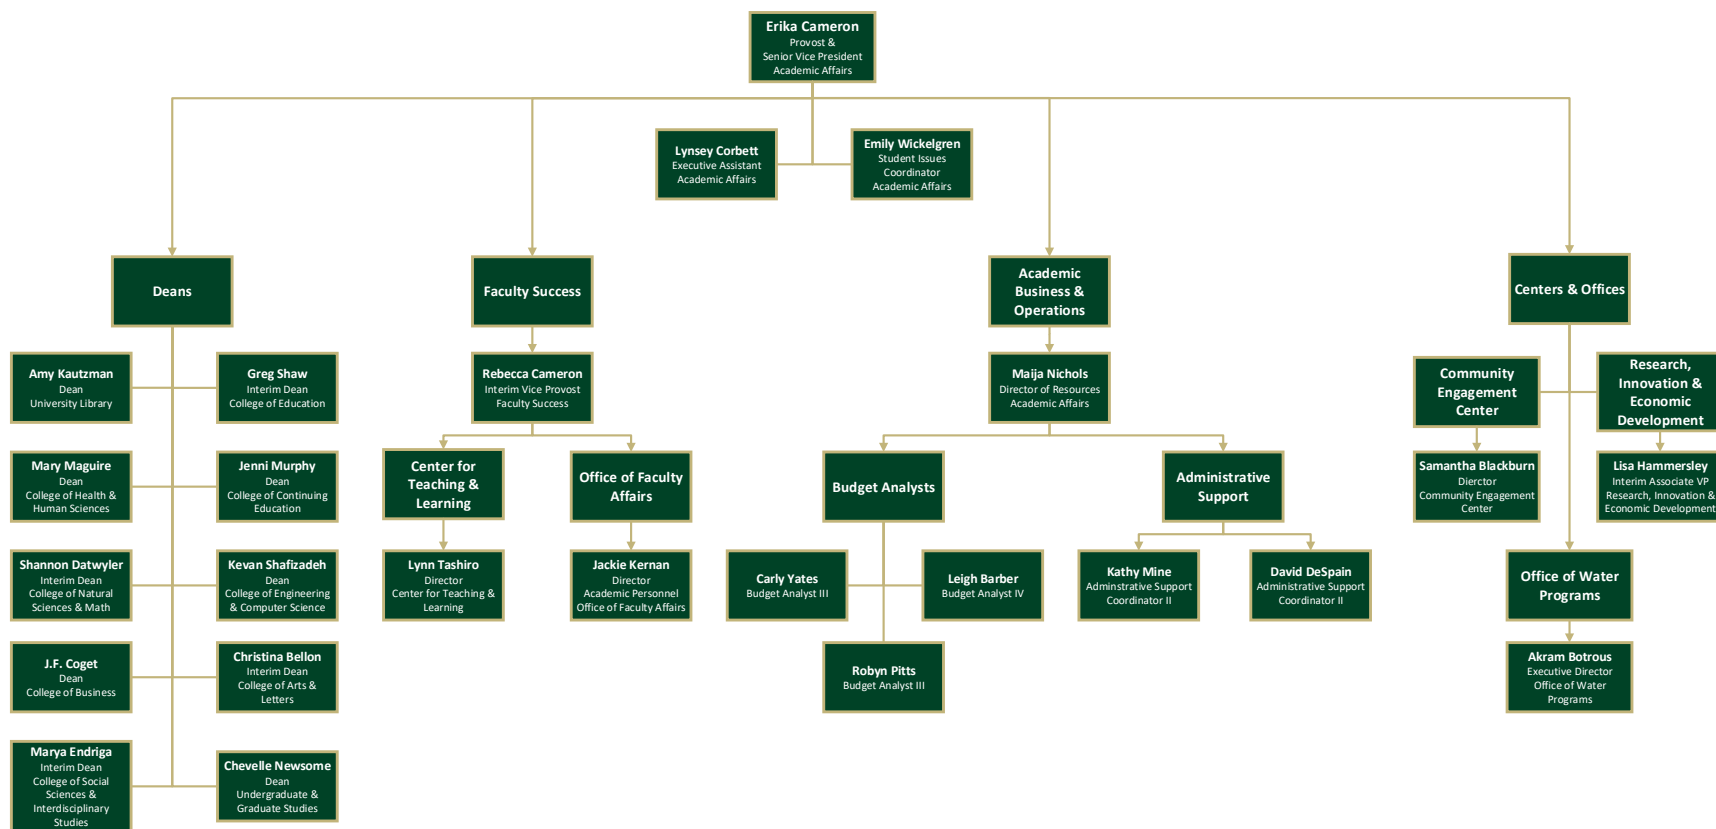 Erika Cameron
Provost &
Senior Vice President
Academic Affairs
Lynsey Corbett
Executive Assistant
Academic Affairs
Emily Wickelgren
Student Issues
Coordinator
Academic Affairs
Deans
Faculty Success
Academic
Business &
Operations
Centers & Offices
Amy Kautzman
Dean
University Library
Greg Shaw
Interim Dean
College of Education
Mary Maguire
Dean
College of Health &
Human Sciences
Jenni Murphy
Dean
College of Continuing
Education
Shannon Datwyler
Interim Dean
College of Natural
Sciences & Math
Kevan Shafizadeh
Dean
College of Engineering
& Computer Science
J.F. Coget
Dean
College of Business
Christina Bellon
Interim Dean
College of Arts &
Letters
Marya Endriga
Interim Dean
College of Social
Sciences &
Interdisciplinary
Studies
Chevelle Newsome
Dean
Undergraduate &
Graduate Studies
Rebecca Cameron
Interim Vice Provost
Faculty Success
Center for
Teaching &
Learning
Office of Faculty
Affairs
Lynn Tashiro
Director
Center for Teaching &
Learning
Jackie Kernan
Director
Academic Personnel
Office of Faculty Affairs
Maija Nichols
Director of Resources
Academic Affairs
Budget Analysts
Administrative
Support
Carly Yates
Budget Analyst III
Leigh Barber
Budget Analyst IV
Robyn Pitts
Budget Analyst III
Kathy Mine
Adminstrative Support
Coordinator II
David DeSpain
Administrative Support
Coordinator II
Community
Engagement
Center
Research,
Innovation &
Economic
Development
Samantha Blackburn
Dierctor
Community Engagement
Center
Lisa Hammersley
Interim Associate VP
Research, Innovation &
Economic Development
Office of Water
Programs
Akram Botrous
Executive Director
Office of Water
Programs